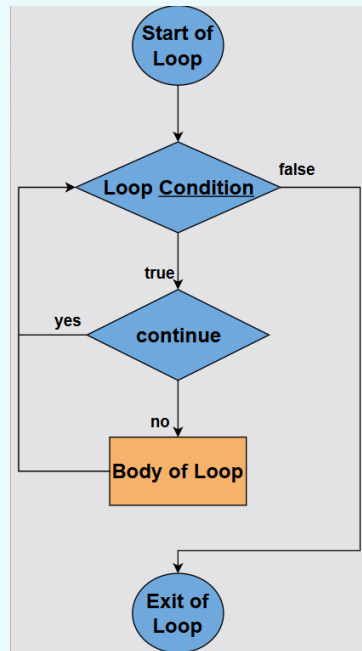 Start of
Loop
Loop Condition
false
true
yes
continue
no
Body of Loop
Exit of
Loop